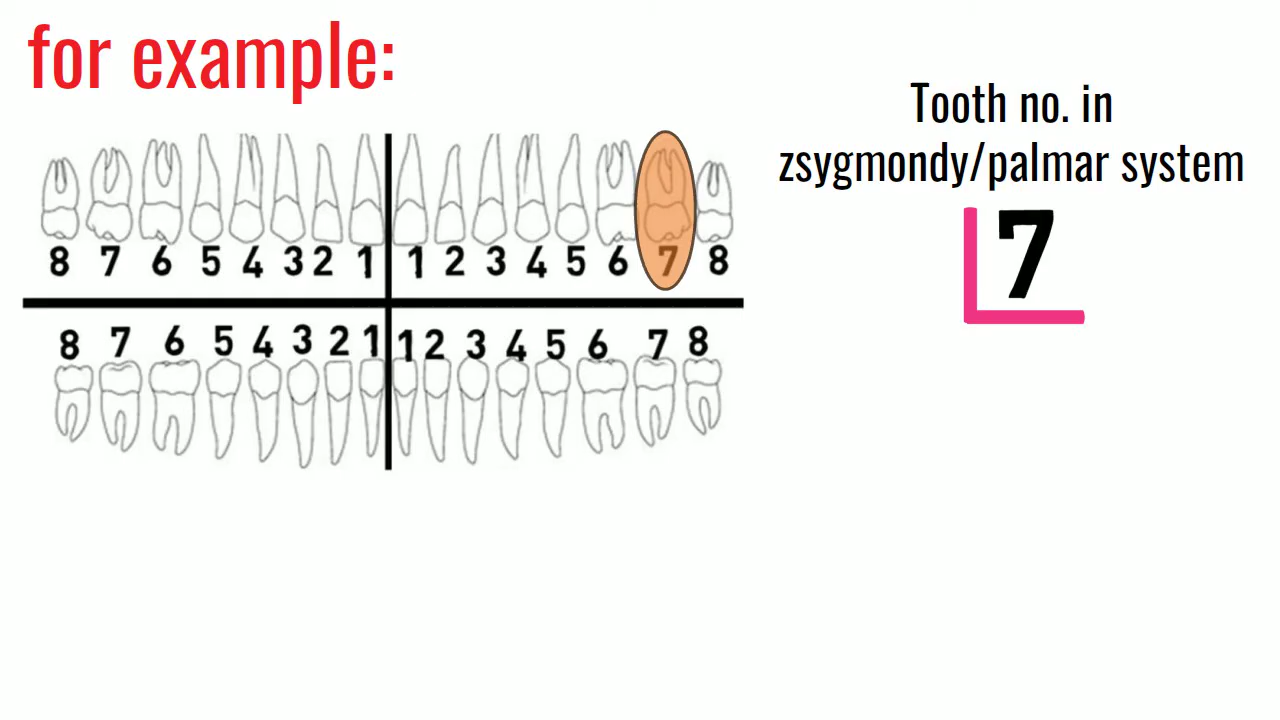 for example:
Tooth no. in
zsygmondy/palmar system
7
8 7 6 5 4 3 2 1 1 2 3 4 5 6 7 8
8 7 6 5 4 3 2 1 1 2 3 4 5 6 7 8